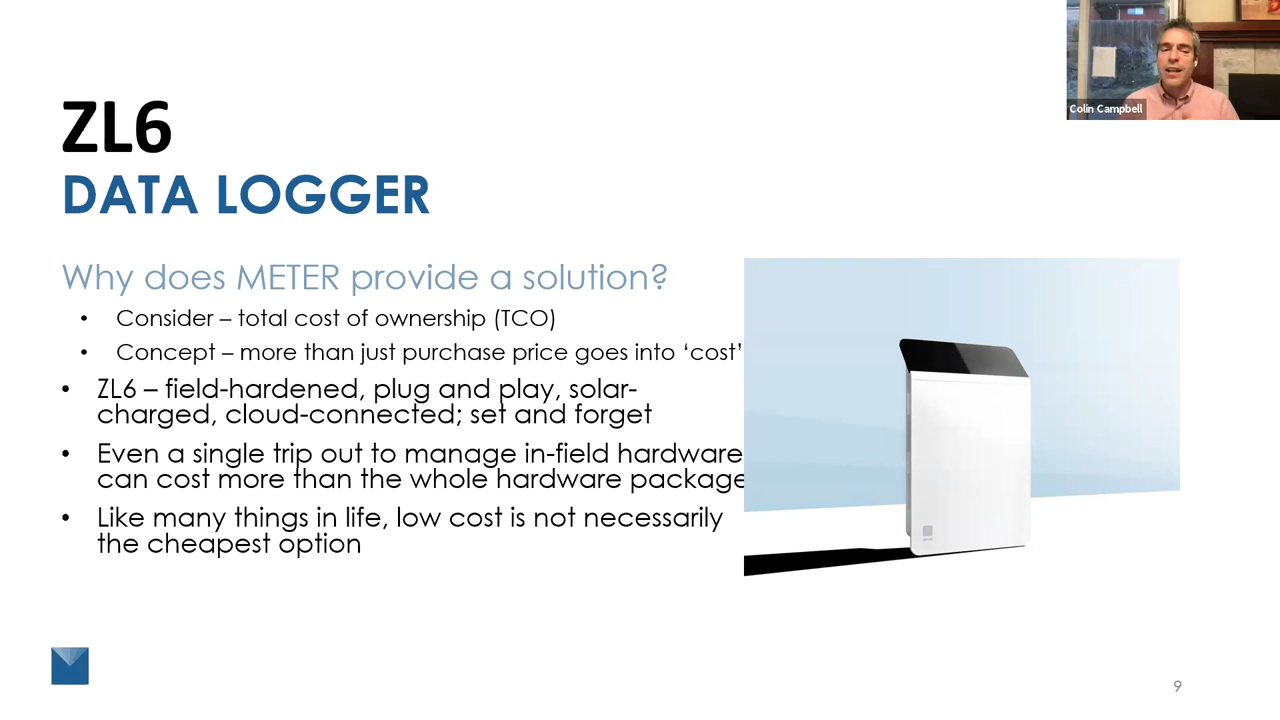 Colin Campbell
ZL6
DATA LOGGER
Why does METER provide a solution?
• Consider – total cost of ownership (TCO)
• Concept – more than just purchase price goes into ‘cost’
• ZL6 – field-hardened, plug and play, solar-
charged, cloud-connected; set and forget
• Even a single trip out to manage in-field hardware
can cost more than the whole hardware package
• Like many things in life, low cost is not necessarily
the cheapest option
9